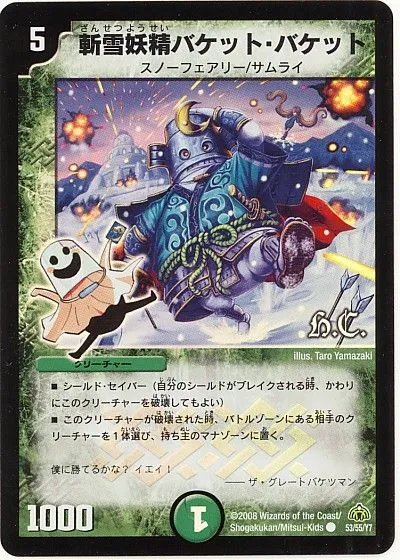 5
ざんせつようせい
斬雪妖精バケット・バケット
スノーフェアリー/サムライ
H.C.
illus. Taro Yamazaki
クリーチャー
■ シールド・セイバー（自分のシールドがブレイクされる時、かわり
にこのクリーチャーを破壊してもよい）
■ このクリーチャーが破壊された時、バトルゾーンにある相手のク
リーチャーを1体選び、持ち主のマナゾーンに置く。
僕に勝てるかな？ イエイ！
—— ザ・グレートバケツマン
1000
1
©2008 Wizards of the Coast/
Shogakukan/Mitsui-Kids
53/55/Y7